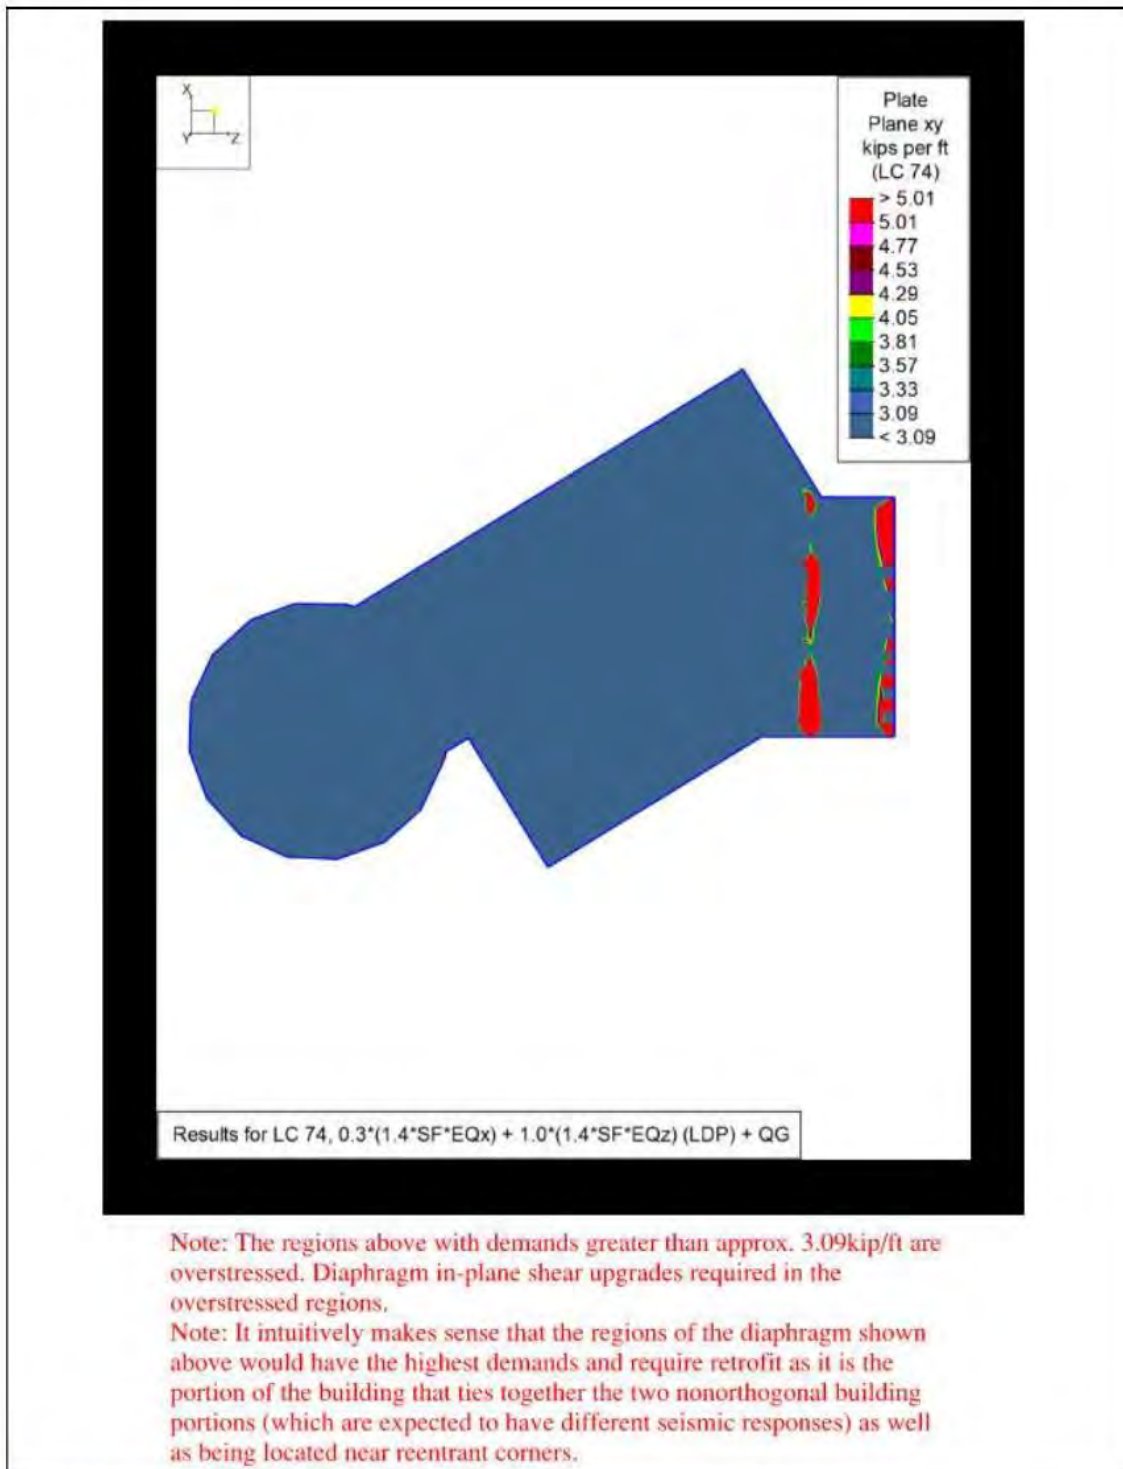 X
Y
Z
Plate
Plane xy
kips per ft
(LC 74)
> 5.01
5.01
4.77
4.53
4.29
4.05
3.81
3.57
3.33
3.09
< 3.09
Results for LC 74, 0.3*(1.4*SF*EQx) + 1.0*(1.4*SF*EQz) (LDP) + QG
Note: The regions above with demands greater than approx. 3.09kip/ft are
overstressed. Diaphragm in-plane shear upgrades required in the
overstressed regions.
Note: It intuitively makes sense that the regions of the diaphragm shown
above would have the highest demands and require retrofit as it is the
portion of the building that ties together the two nonorthogonal building
portions (which are expected to have different seismic responses) as well
as being located near reentrant corners.